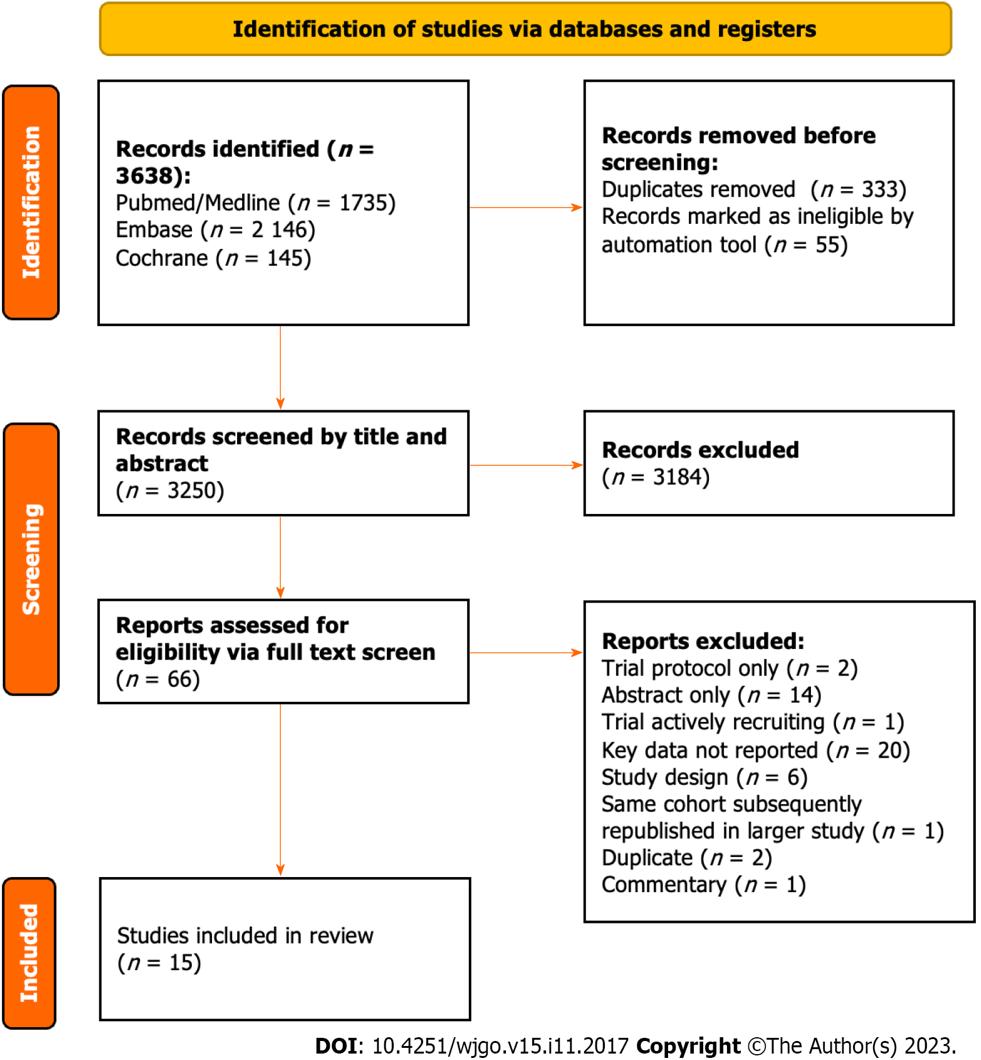 Identification of studies via databases and registers
Identification
Records identified (n =
3638):
Pubmed/Medline (n = 1735)
Embase (n = 2 146)
Cochrane (n = 145)
Records removed before
screening:
Duplicates removed (n = 333)
Records marked as ineligible by
automation tool (n = 55)
Screening
Records screened by title and
abstract
(n = 3250)
Records excluded
(n = 3184)
Reports assessed for
eligibility via full text screen
(n = 66)
Reports excluded:
Trial protocol only (n = 2)
Abstract only (n = 14)
Trial actively recruiting (n = 1)
Key data not reported (n = 20)
Study design (n = 6)
Same cohort subsequently
republished in larger study (n = 1)
Duplicate (n = 2)
Commentary (n = 1)
Included
Studies included in review
(n = 15)
DOI: 10.4251/wjgo.v15.i11.2017 Copyright ©The Author(s) 2023.